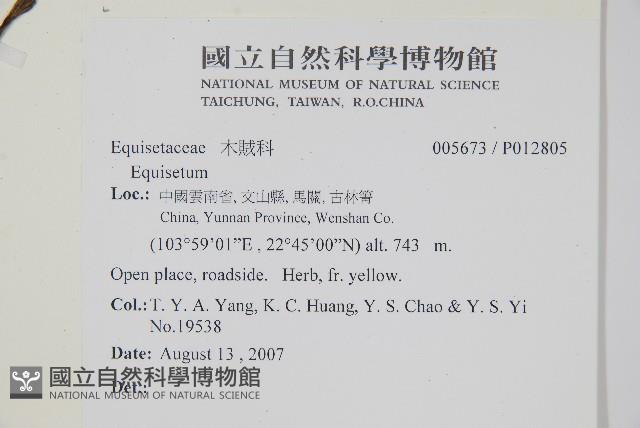 國立自然科學博物館
NATIONAL MUSEUM OF NATURAL SCIENCE
TAICHUNG, TAIWAN, R.O.CHINA
Equisetaceae 木賊科 005673 / P012805
Equisetum
Loc.: 中國雲南省, 文山縣, 馬關, 古林箐
China, Yunnan Province, Wenshan Co.
(103°59’01”E , 22°45’00”N) alt. 743 m.
Open place, roadside. Herb, fr. yellow.
Col.: T. Y. A. Yang, K. C. Huang, Y. S. Chao & Y. S. Yi
No.19538
Date: August 13 , 2007
Det.:
國立自然科學博物館
NATIONAL MUSEUM OF NATURAL SCIENCE